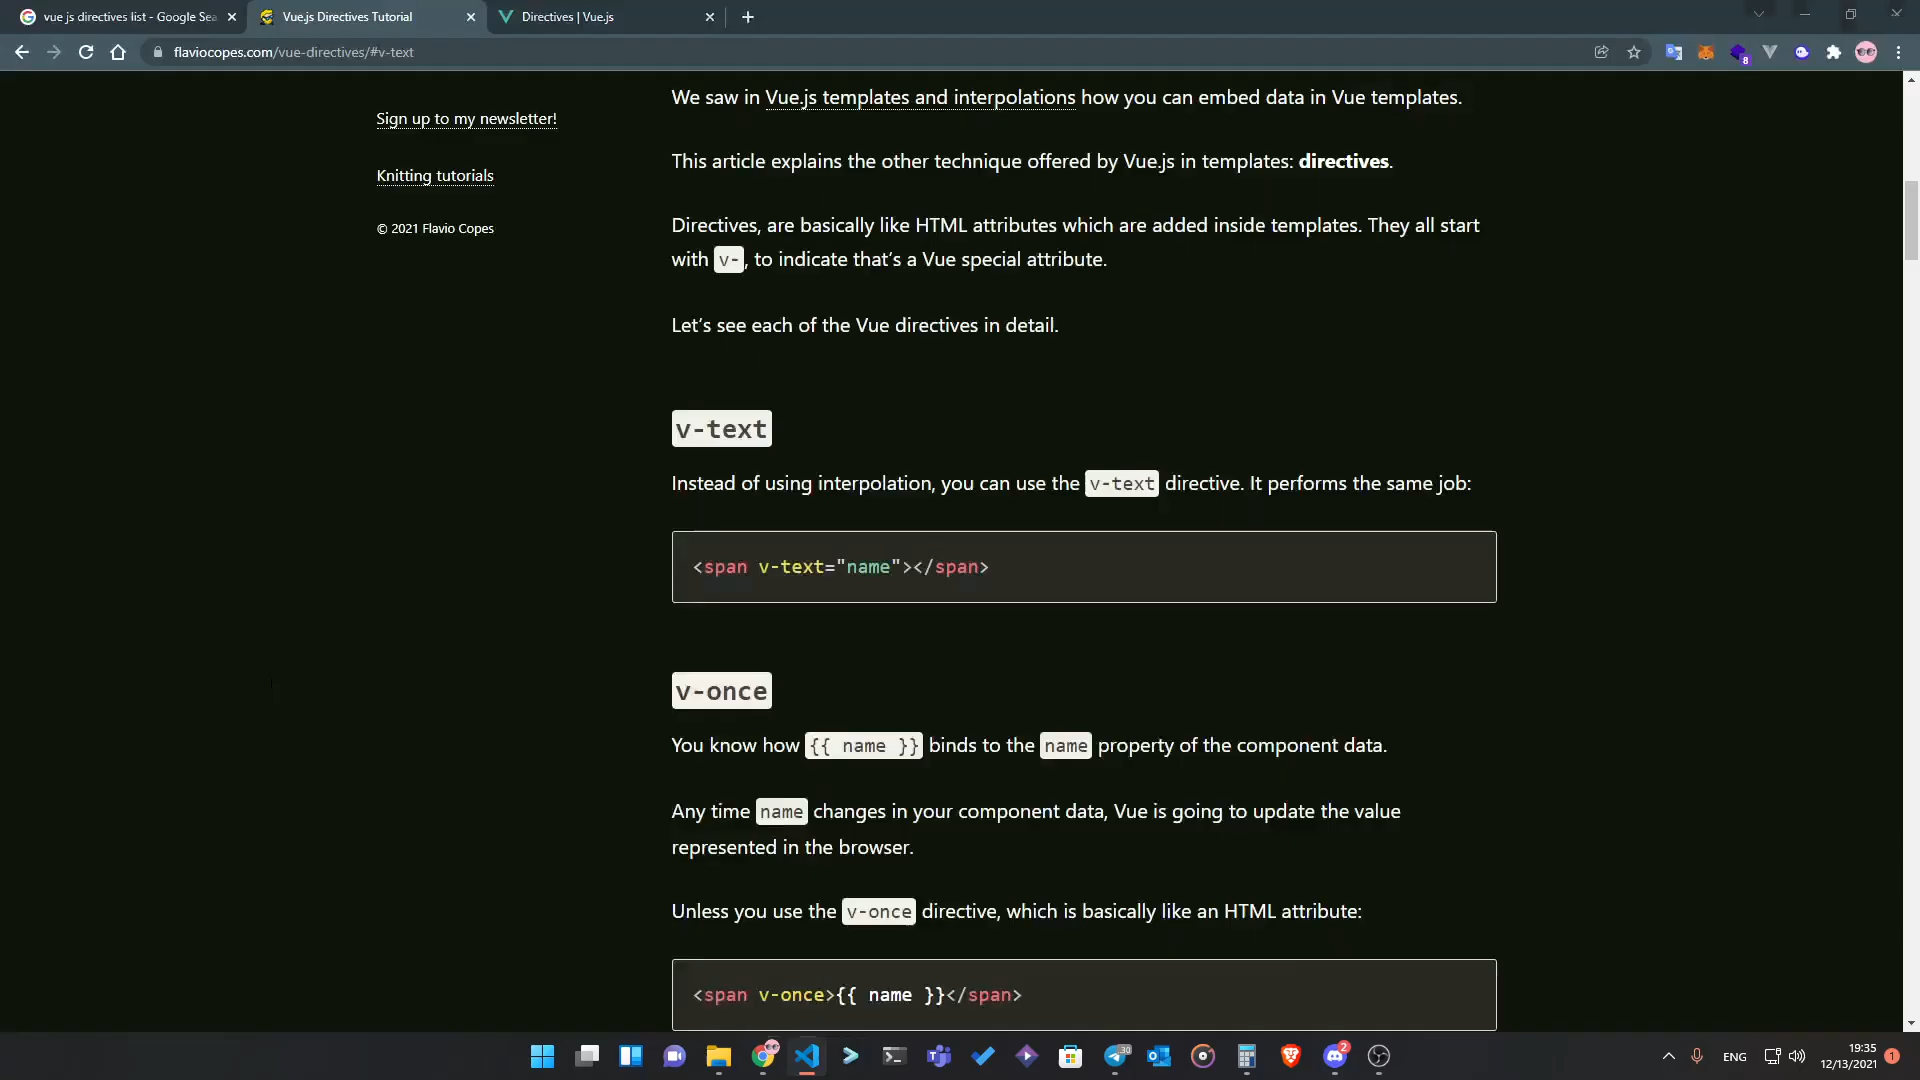 vue js directives list - Google Sea
Vue.js Directives Tutorial
Directives | Vue.js
flaviocopes.com/vue-directives/#v-text
8
Sign up to my newsletter!
Knitting tutorials
© 2021 Flavio Copes
We saw in Vue.js templates and interpolations how you can embed data in Vue templates.
This article explains the other technique offered by Vue.js in templates: directives.
Directives, are basically like HTML attributes which are added inside templates. They all start
with v-, to indicate that's a Vue special attribute.
Let's see each of the Vue directives in detail.
v-text
Instead of using interpolation, you can use the v-text directive. It performs the same job:
<span v-text="name"></span>
v-once
You know how {{ name }} binds to the name property of the component data.
Any time name changes in your component data, Vue is going to update the value
represented in the browser.
Unless you use the v-once directive, which is basically like an HTML attribute:
<span v-once>{{ name }}</span>
30
2
ENG
19:35
12/13/2021
1